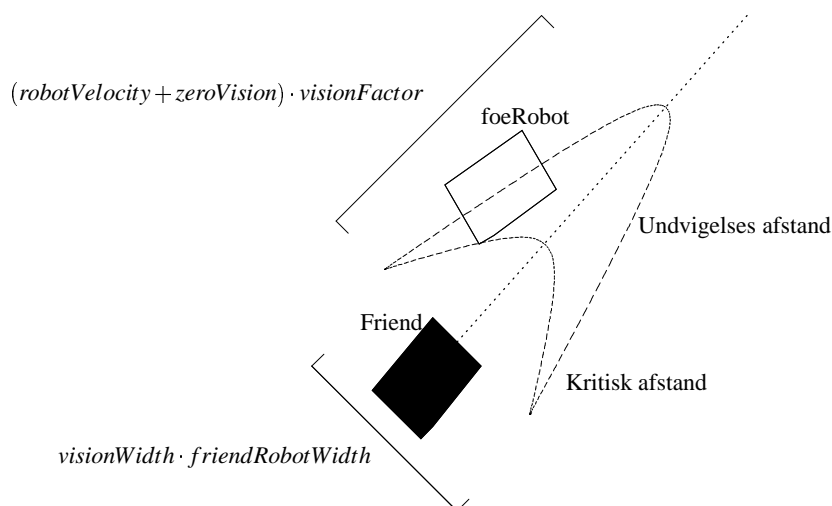 (robotVelocity + zeroVision) · visionFactor
foeRobot
Undvigelses afstand
Friend
Kritisk afstand
visionWidth · friendRobotWidth